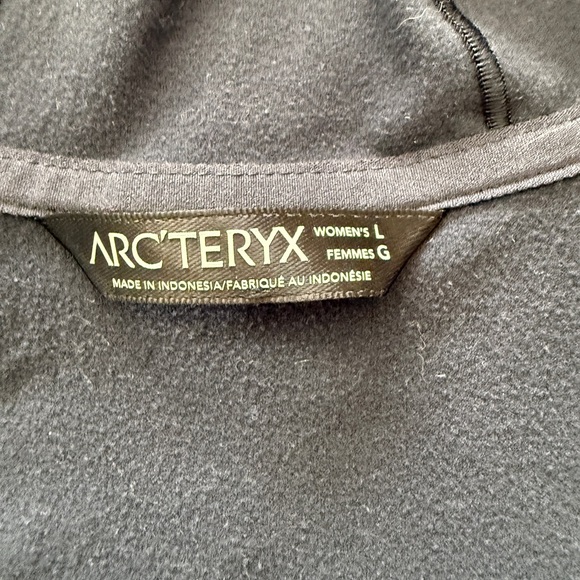 ARC'TERYX WOMEN'S L
FEMMES G
MADE IN INDONESIA/FABRIQUÉ AU INDONÉSIE